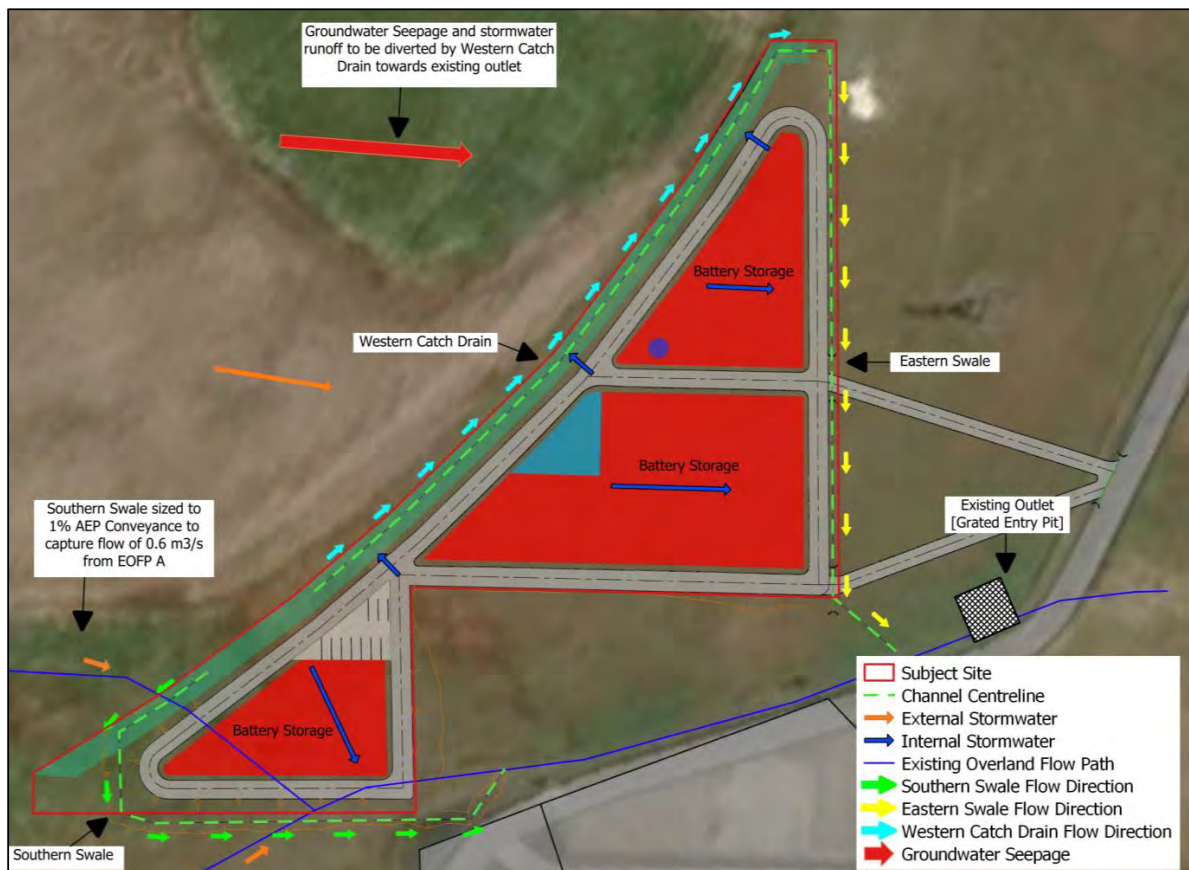 Groundwater Seepage and stormwater
runoff to be diverted by Western Catch
Drain towards existing outlet
Battery Storage
Western Catch Drain
Eastern Swale
Battery Storage
Southern Swale sized to
1% AEP Conveyance to
capture flow of 0.6 m3/s
from EOFP A
Existing Outlet
[Grated Entry Pit]
Battery Storage
Southern Swale
Subject Site
Channel Centreline
External Stormwater
Internal Stormwater
Existing Overland Flow Path
Southern Swale Flow Direction
Eastern Swale Flow Direction
Western Catch Drain Flow Direction
Groundwater Seepage